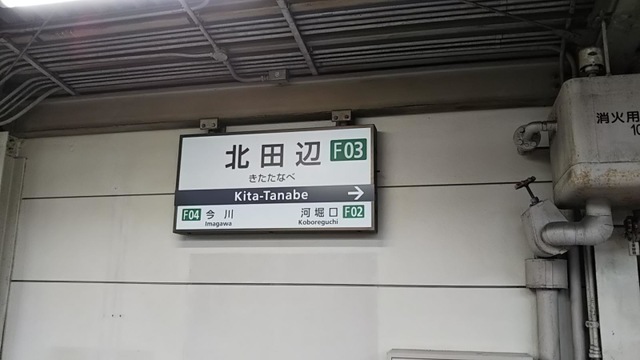 北田辺 F03
きたたなべ
Kita-Tanabe →
F04 今川 河堀口 F02
Imagawa Koboreguchi
消火用
10